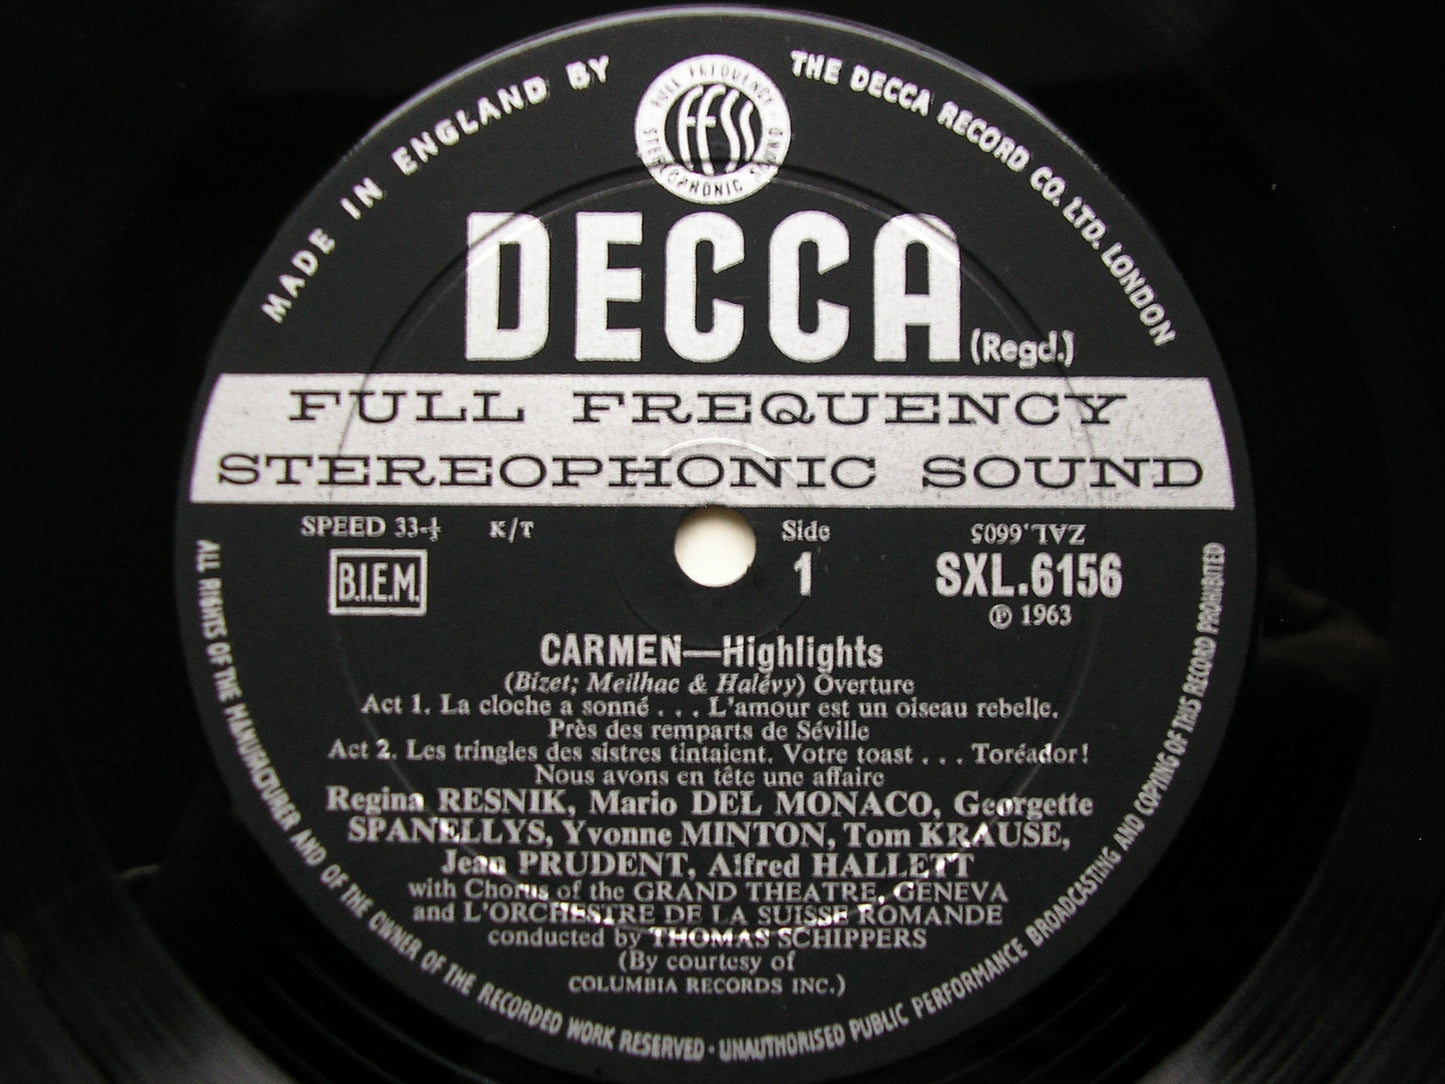 MADE IN ENGLAND BY
THE DECCA RECORD CO. LTD. LONDON
FULL FREQUENCY
STEREOPHONIC SOUND
FFSS
DECCA (Regd.)
FULL FREQUENCY
STEREOPHONIC SOUND
SPEED 33-⅓ K/T Side ZAL.6605
B.I.E.M. 1 SXL.6156
℗ 1963
CARMEN—Highlights
(Bizet; Meilhac & Halévy) Overture
Act 1. La cloche a sonné . . . L'amour est un oiseau rebelle.
Près des remparts de Séville
Act 2. Les tringles des sistres tintaient. Votre toast . . . Toréador!
Nous avons en tête une affaire
Regina RESNIK, Mario DEL MONACO, Georgette
SPANELLYS, Yvonne MINTON, Tom KRAUSE,
Jean PRUDENT, Alfred HALLETT
with Chorus of the GRAND THEATRE, GENEVA
and L'ORCHESTRE DE LA SUISSE ROMANDE
conducted by THOMAS SCHIPPERS
(By courtesy of
COLUMBIA RECORDS INC.)
ALL RIGHTS OF THE MANUFACTURER AND OF THE OWNER OF THE RECORDED WORK RESERVED · UNAUTHORISED PUBLIC PERFORMANCE BROADCASTING AND COPYING OF THIS RECORD PROHIBITED